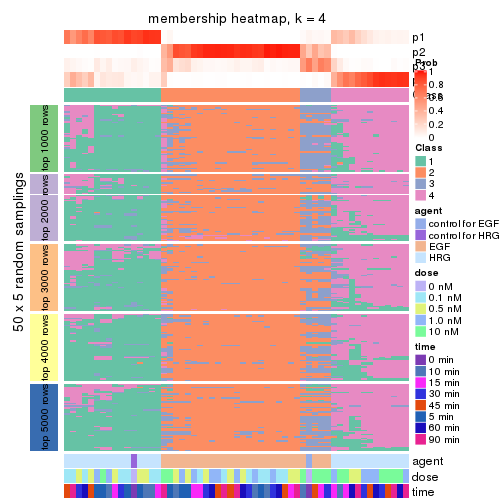 membership heatmap, k = 4
p1
p2
p3
Prob
1
0.8
0.6
0.4
0.2
0
Class
1
2
3
4
agent
control for EGF
control for HRG
EGF
HRG
dose
0 nM
0.1 nM
0.5 nM
1.0 nM
10 nM
time
0 min
10 min
15 min
30 min
45 min
5 min
60 min
90 min
50 x 5 random samplings
top 1000 rows
top 2000 rows
top 3000 rows
top 4000 rows
top 5000 rows
agent
dose
time